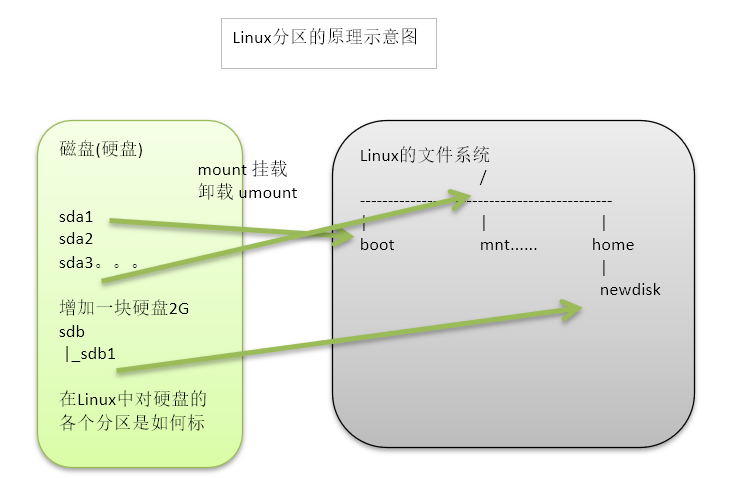 Linux分区的原理示意图
磁盘(硬盘)
mount 挂载
卸载 umount
sda1
sda2
sda3。。。
增加一块硬盘2G
sdb
|_sdb1
在Linux中对硬盘的
各个分区是如何标
Linux的文件系统
/
-----------------------------------------------
| | |
boot mnt...... home
|
newdisk